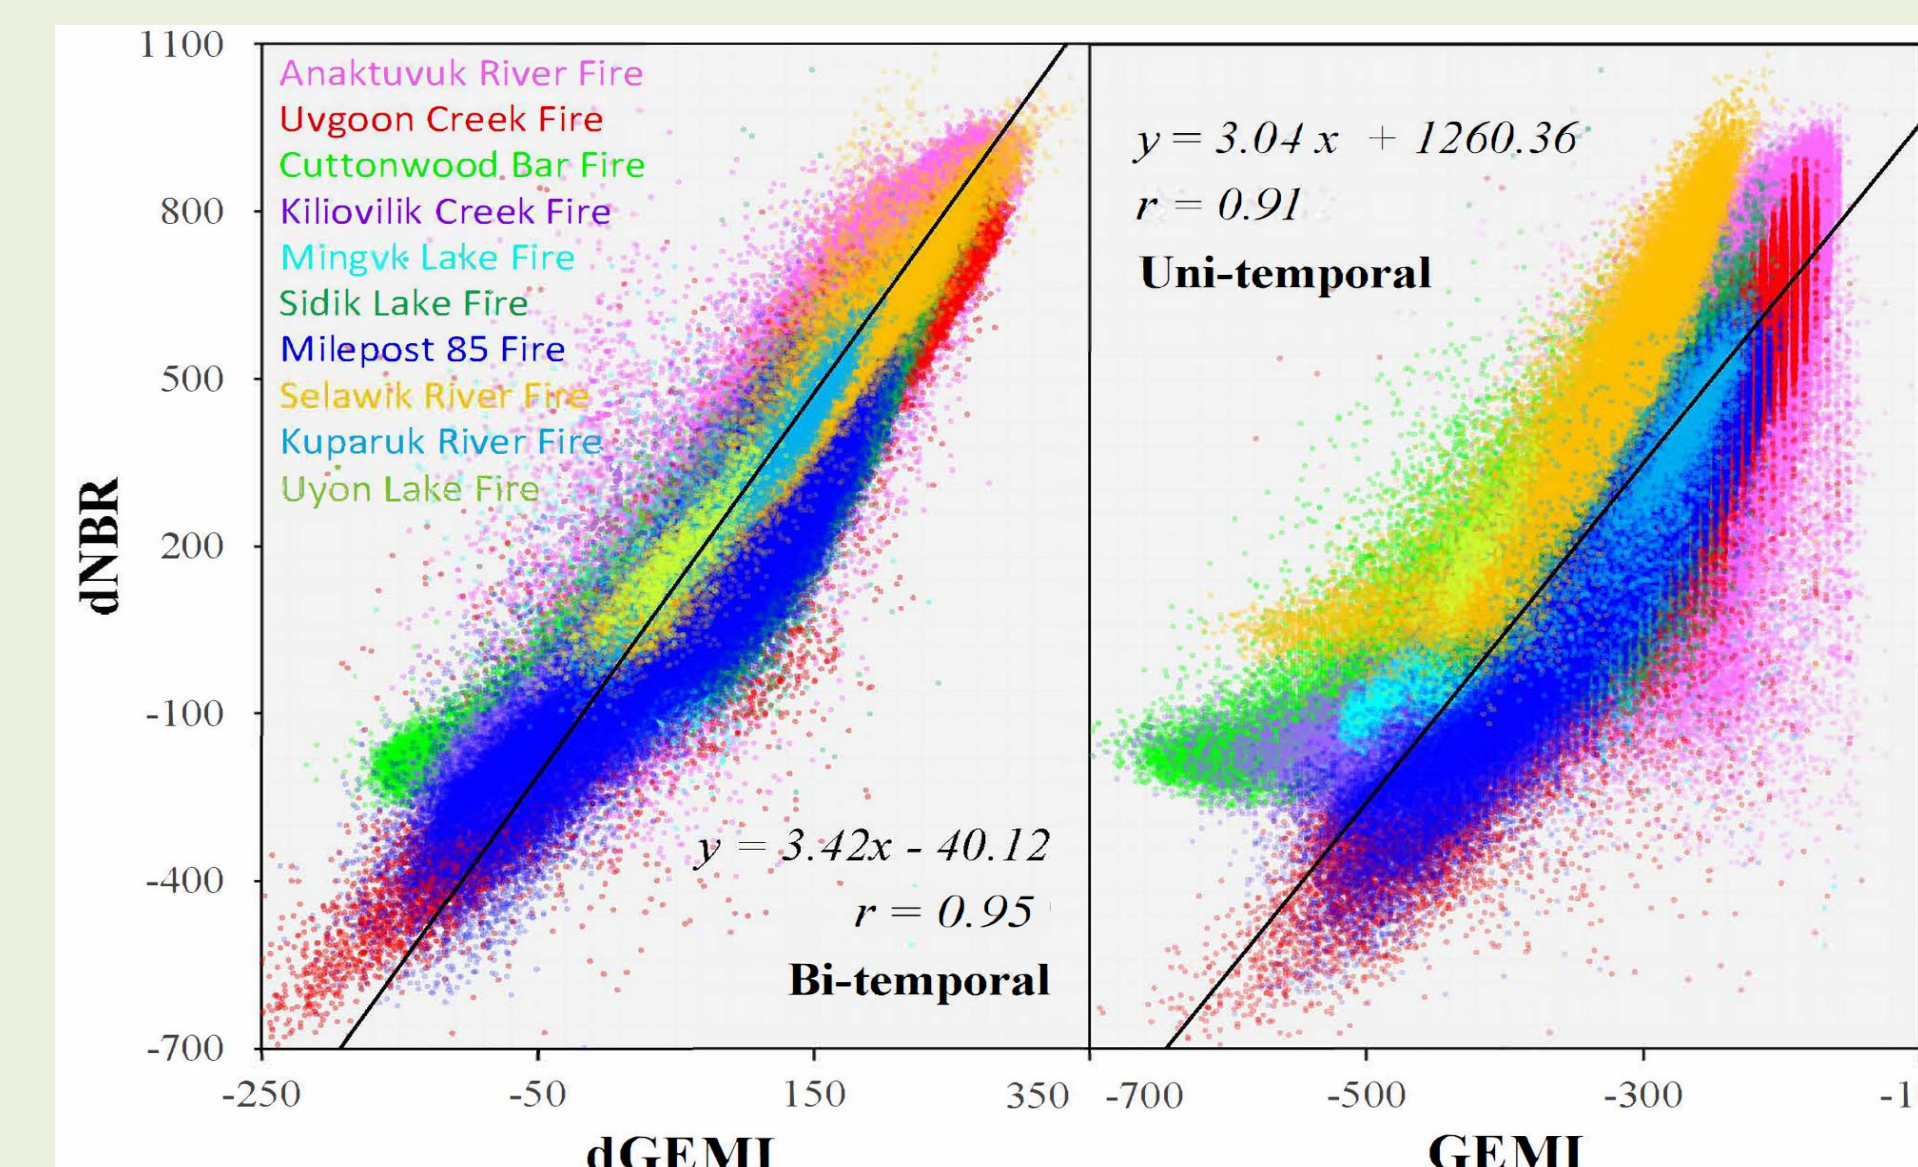 1100
800
500
200
-100
-400
-700
dNBR
Anaktuvuk River Fire
Uvgoon Creek Fire
Cuttonwood Bar Fire
Kiliovilik Creek Fire
Mingvk Lake Fire
Sidik Lake Fire
Milepost 85 Fire
Selawik River Fire
Kuparuk River Fire
Uyon Lake Fire
y = 3.42x - 40.12
r = 0.95
Bi-temporal
y = 3.04 x + 1260.36
r = 0.91
Uni-temporal
-250 -50 150 350 -700 -500 -300
dGEMI GEMI